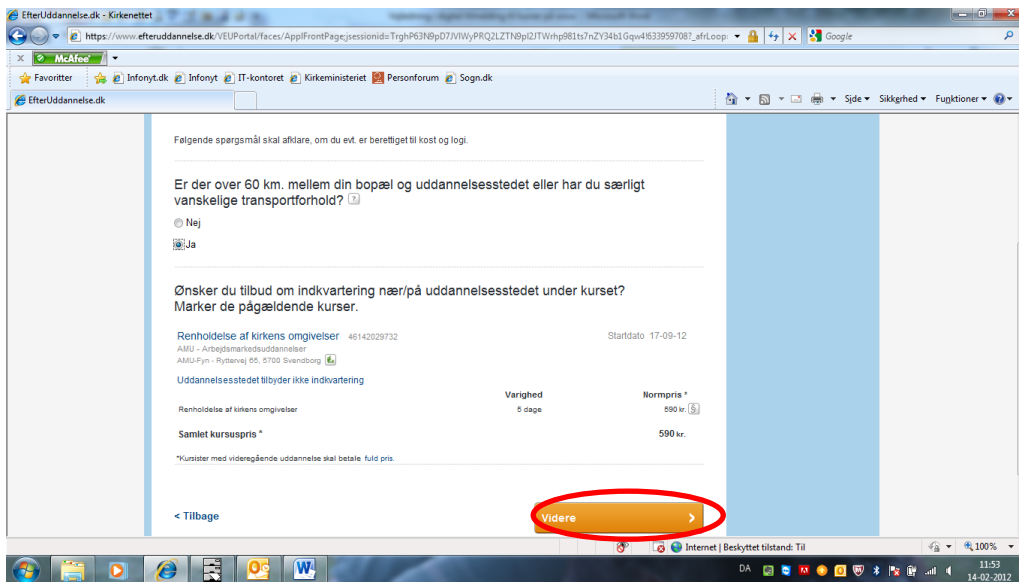 EfterUddannelse.dk - Kirkenettet
https://www.efteruddannelse.dk/VEUPortal/faces/ApplFrontPage;jsessionid=TrghP63N9pD7JVIWyPRQ2LZTN9pl2JTWrhp981ts7nZY34b1Gqw4!633959708?_afrLoop:
Google
x McAfee
Favoritter Infonyt.dk Infonyt IT-kontoret Kirkeministeriet Personforum Sogn.dk
EfterUddannelse.dk
Side Sikkerhed Funktioner
Følgende spørgsmål skal afklare, om du evt. er berettiget til kost og logi.
Er der over 60 km. mellem din bopæl og uddannelsesstedet eller har du særligt
vanskelige transportforhold? ?
Nej
Ja
Ønsker du tilbud om indkvartering nær/på uddannelsesstedet under kurset?
Marker de pågældende kurser.
Renholdelse af kirkens omgivelser 46142029732 Startdato 17-09-12
AMU - Arbejdsmarkedsuddannelser
AMU-Fyn - Ryttervej 65, 5700 Svendborg
Uddannelsesstedet tilbyder ikke indkvartering
Varighed Normpris *
Renholdelse af kirkens omgivelser 5 dage 590 kr. §
Samlet kursuspris * 590 kr.
*Kursister med videregående uddannelse skal betale fuld pris.
< Tilbage
Videre
Internet | Beskyttet tilstand: Til 100%
DA 11:53
14-02-2012